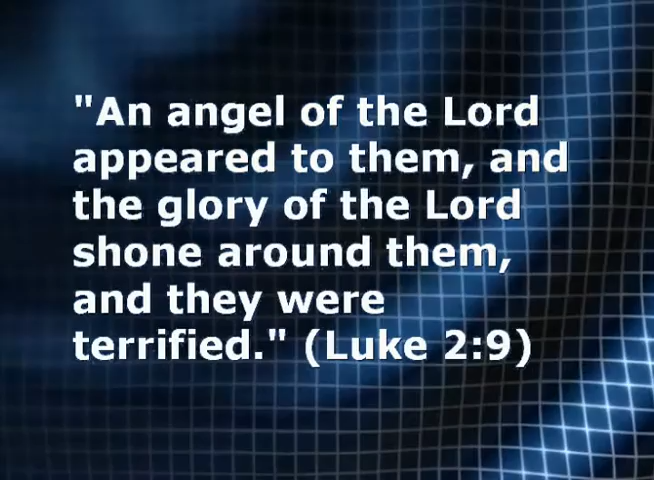 "An angel of the Lord
appeared to them, and
the glory of the Lord
shone around them,
and they were
terrified." (Luke 2:9)